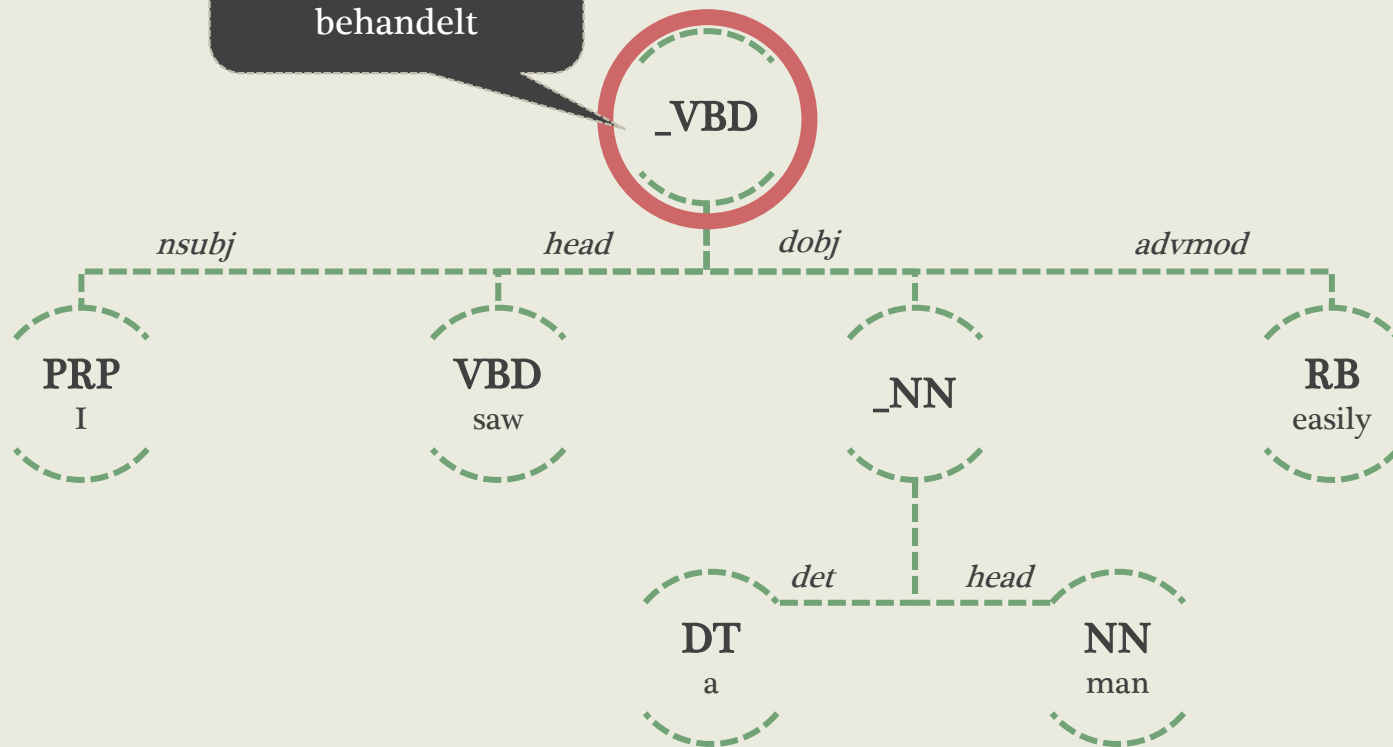 behandelt
_VBD
nsubj head dobj advmod
PRP VBD _NN RB
I saw easily
det head
DT NN
a man